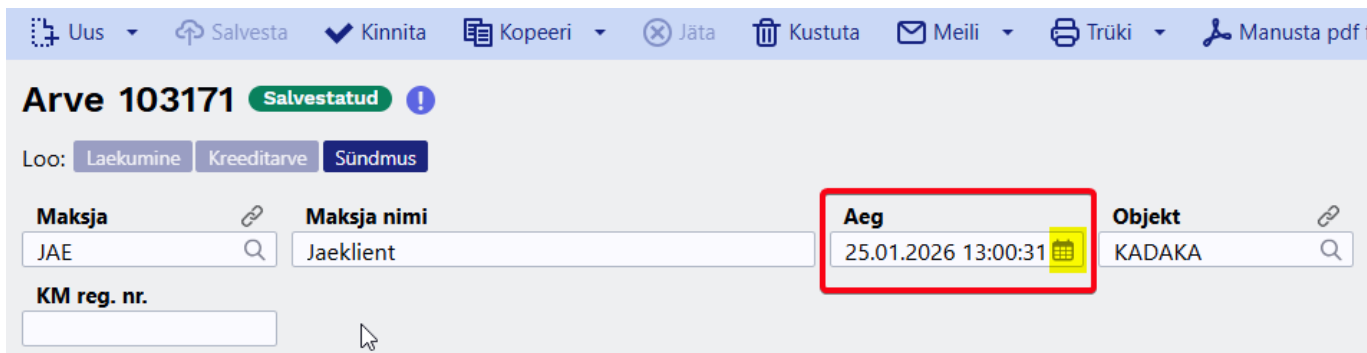 Uus Salvesta Kinnita Kopeeri Jäta Kustuta Meili Trüki Manusta pdf f
Arve 103171 Salvestatud !
Loo: Laekumine Kreeditarve Sündmus
Maksja Maksja nimi Aeg Objekt
JAE Jaeklient 25.01.2026 13:00:31 KADAKA
KM reg. nr.